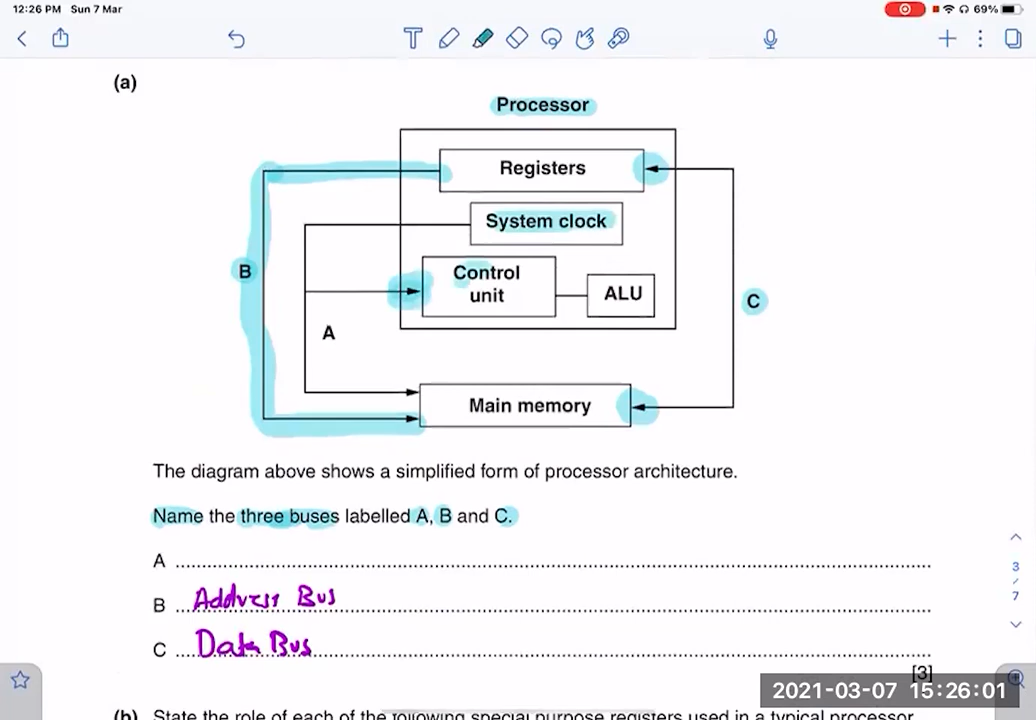 12:26 PM Sun 7 Mar
69%
(a)
Processor
Registers
System clock
B
Control
unit
ALU
C
A
Main memory
The diagram above shows a simplified form of processor architecture.
Name the three buses labelled A, B and C.
A
B Address Bus
C Data Bus
[3]
3
7
2021-03-07 15:26:01
(b) State the role of each of the following special purpose registers used in a typical processor